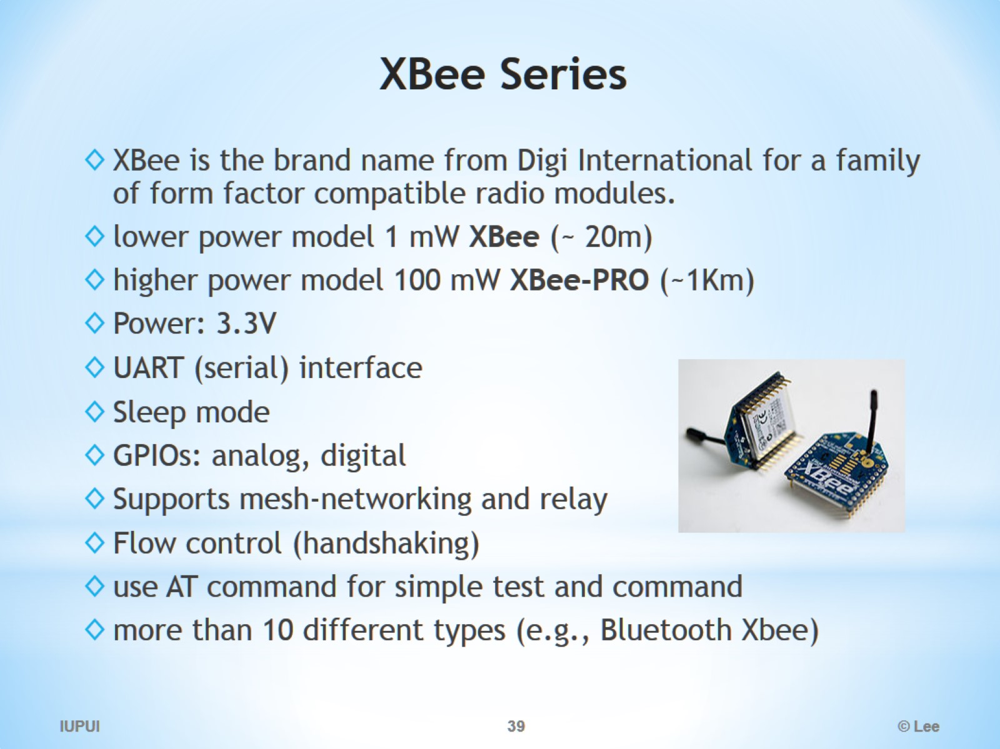 XBee Series
◇ XBee is the brand name from Digi International for a family
of form factor compatible radio modules.
◇ lower power model 1 mW XBee (~ 20m)
◇ higher power model 100 mW XBee-PRO (~1Km)
◇ Power: 3.3V
◇ UART (serial) interface
◇ Sleep mode
◇ GPIOs: analog, digital
◇ Supports mesh-networking and relay
◇ Flow control (handshaking)
◇ use AT command for simple test and command
◇ more than 10 different types (e.g., Bluetooth Xbee)
XBee
IUPUI
39
© Lee